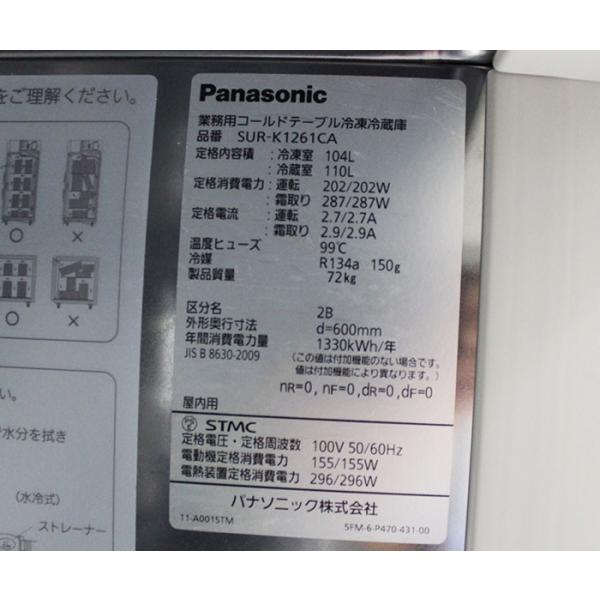 をご理解ください。
○ ×
○ ×
い。
で水分を拭き
(水冷式)
ストレーナー
Panasonic
業務用コールドテーブル冷凍冷蔵庫
品番 SUR-K1261CA
定格内容積：冷凍室 104L
：冷蔵室 110L
定格消費電力：運転 202/202W
：霜取り 287/287W
定格電流：運転 2.7/2.7A
：霜取り 2.9/2.9A
温度ヒューズ 99℃
冷媒 R134a 150g
製品質量 72kg
区分名 2B
外形奥行寸法 d=600mm
年間消費電力量 1330kWh/年
JIS B 8630-2009 (この値は付加機能のない場合です。
値は付加機能により異なります。)
nR=0, nF=0,dR=0,dF=0
屋内用
STMC
定格電圧・定格周波数 100V 50/60Hz
電動機定格消費電力 155/155W
電熱装置定格消費電力 296/296W
パナソニック株式会社
11-A0015TM 5FM-6-P470-431-00